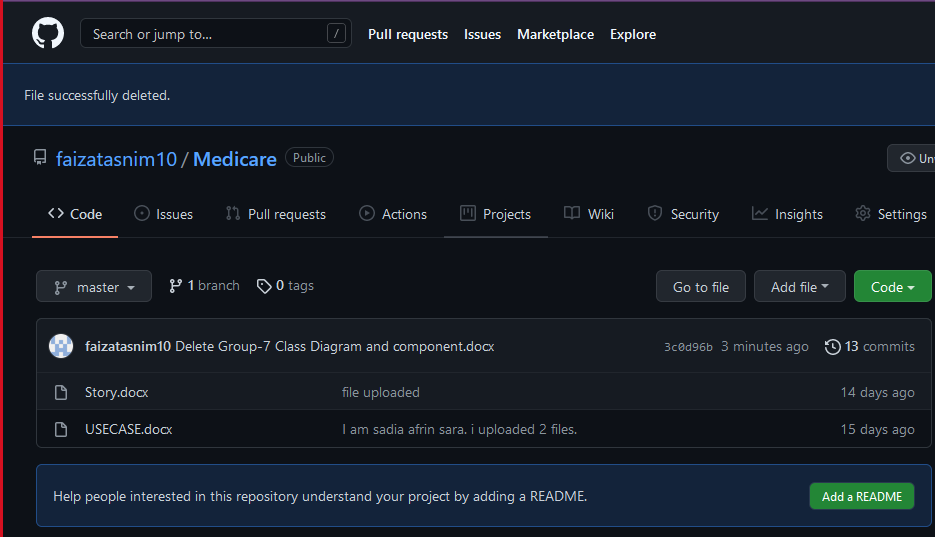 Search or jump to... /
Pull requests Issues Marketplace Explore
File successfully deleted.
faizatasnim10 / Medicare Public
Code Issues Pull requests Actions Projects Wiki Security Insights Settings
master 1 branch 0 tags Go to file Add file Code
faizatasnim10 Delete Group-7 Class Diagram and component.docx 3c0d96b 3 minutes ago 13 commits
Story.docx file uploaded 14 days ago
USECASE.docx I am sadia afrin sara. i uploaded 2 files. 15 days ago
Help people interested in this repository understand your project by adding a README. Add a README